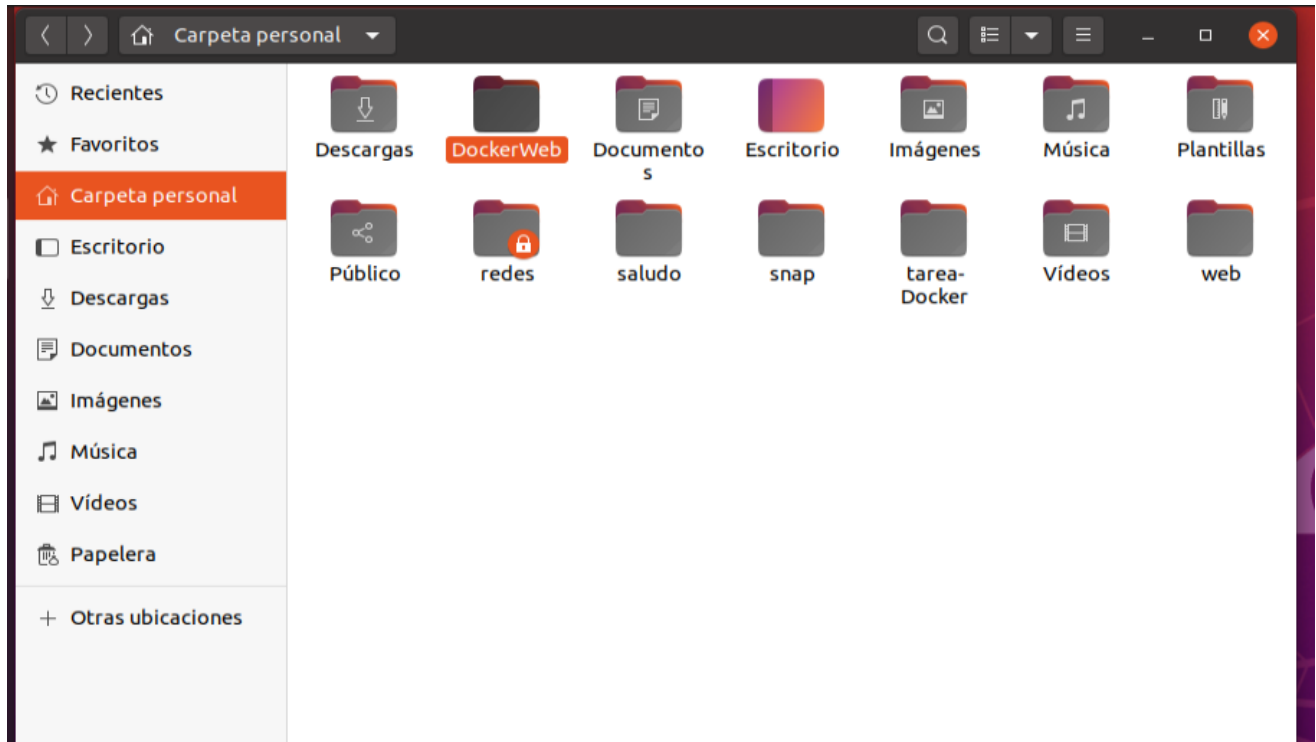 Carpeta personal
Recientes
Favoritos
Carpeta personal
Escritorio
Descargas
Documentos
Imágenes
Música
Vídeos
Papelera
Otras ubicaciones
Descargas
DockerWeb
Documento
s
Escritorio
Imágenes
Música
Plantillas
Público
redes
saludo
snap
tarea-
Docker
Vídeos
web